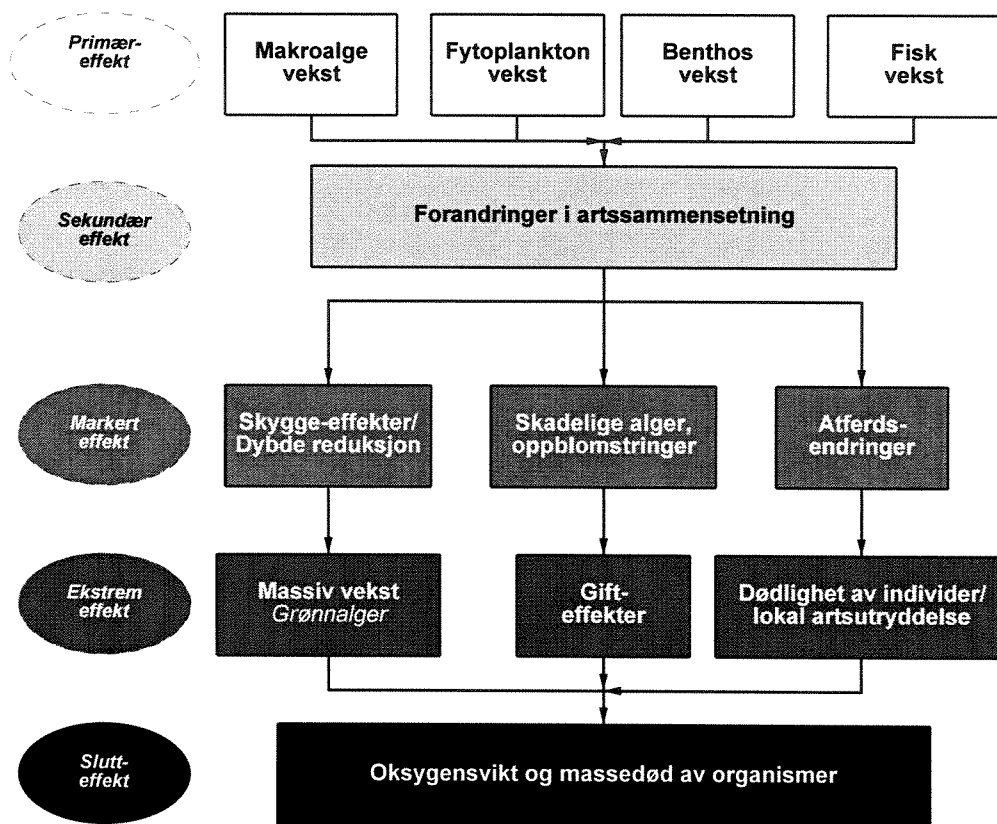 Primær-
effekt
Makroalge
vekst
Fytoplankton
vekst
Benthos
vekst
Fisk
vekst
Sekundær
effekt
Forandringer i artssammensetning
Markert
effekt
Skygge-effekter/
Dybde reduksjon
Skadelige alger,
oppblomstringer
Atferds-
endringer
Ekstrem
effekt
Massiv vekst
Grønnalger
Gift-
effekter
Dødlighet av individer/
lokal artsutryddelse
Slutt-
effekt
Oksygensvikt og massedød av organismer